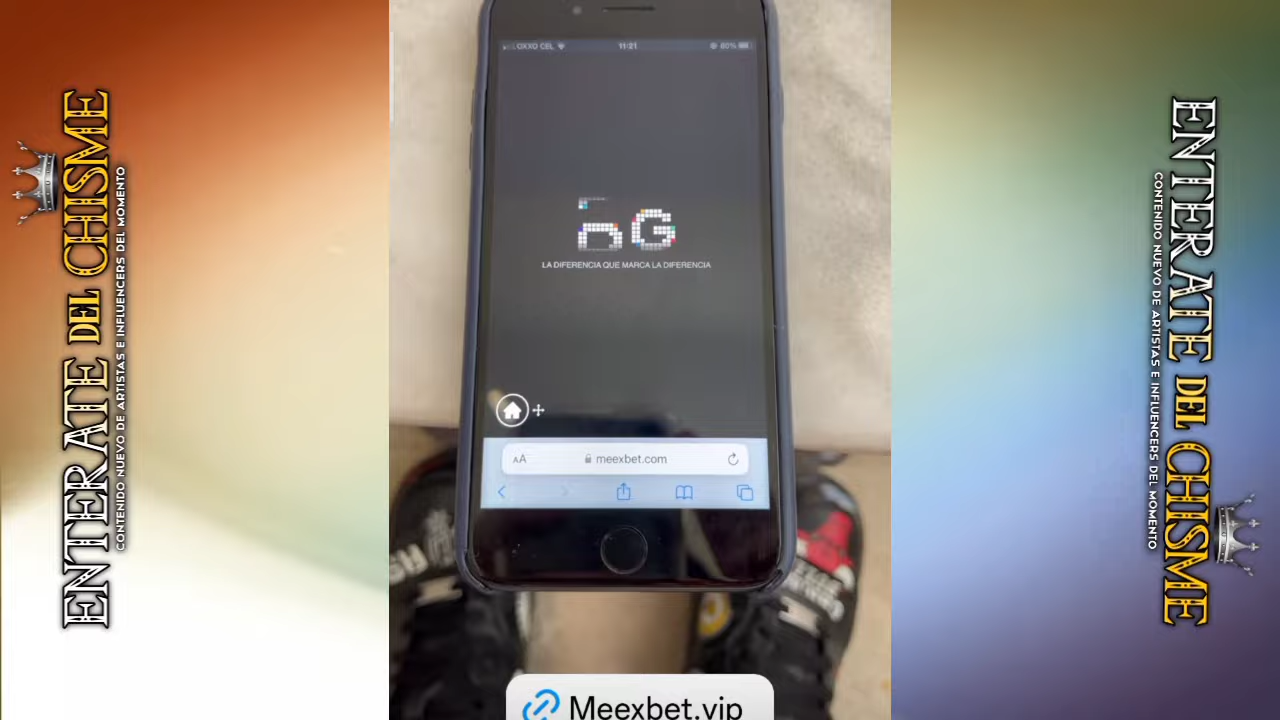 ENTERATE DEL CHISME
CONTENIDO NUEVO DE ARTISTAS E INFLUENCERS DEL MOMENTO
OXXO CEL
11:21
80%
LA DIFERENCIA QUE MARCA LA DIFERENCIA
AA
meexbet.com
Meexbet.vip
ENTERATE DEL CHISME
CONTENIDO NUEVO DE ARTISTAS E INFLUENCERS DEL MOMENTO